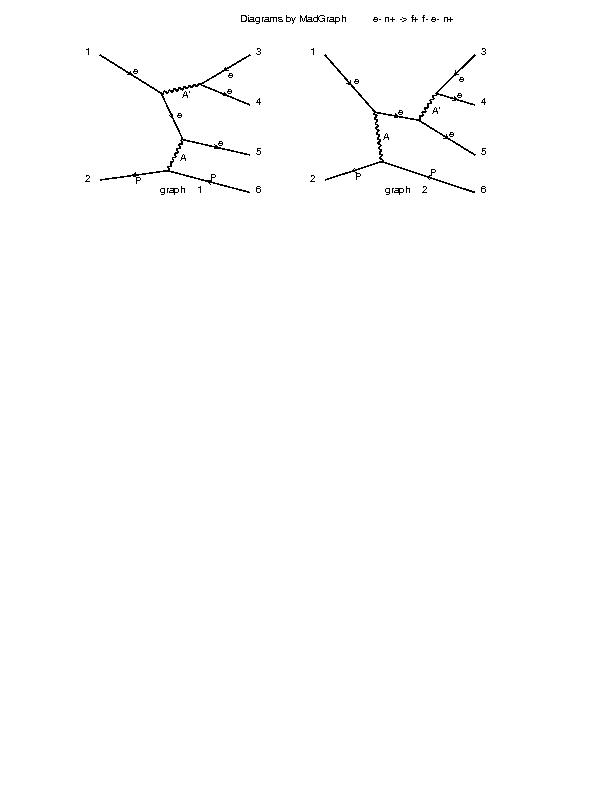 Diagrams by MadGraph e- n+ -> f+ f- e- n+
1 3 1 3
e e e e
A' e e A' 4
4
e e
e A e 5
A 5
2 P P 2 P P
graph 1 6 graph 2 6